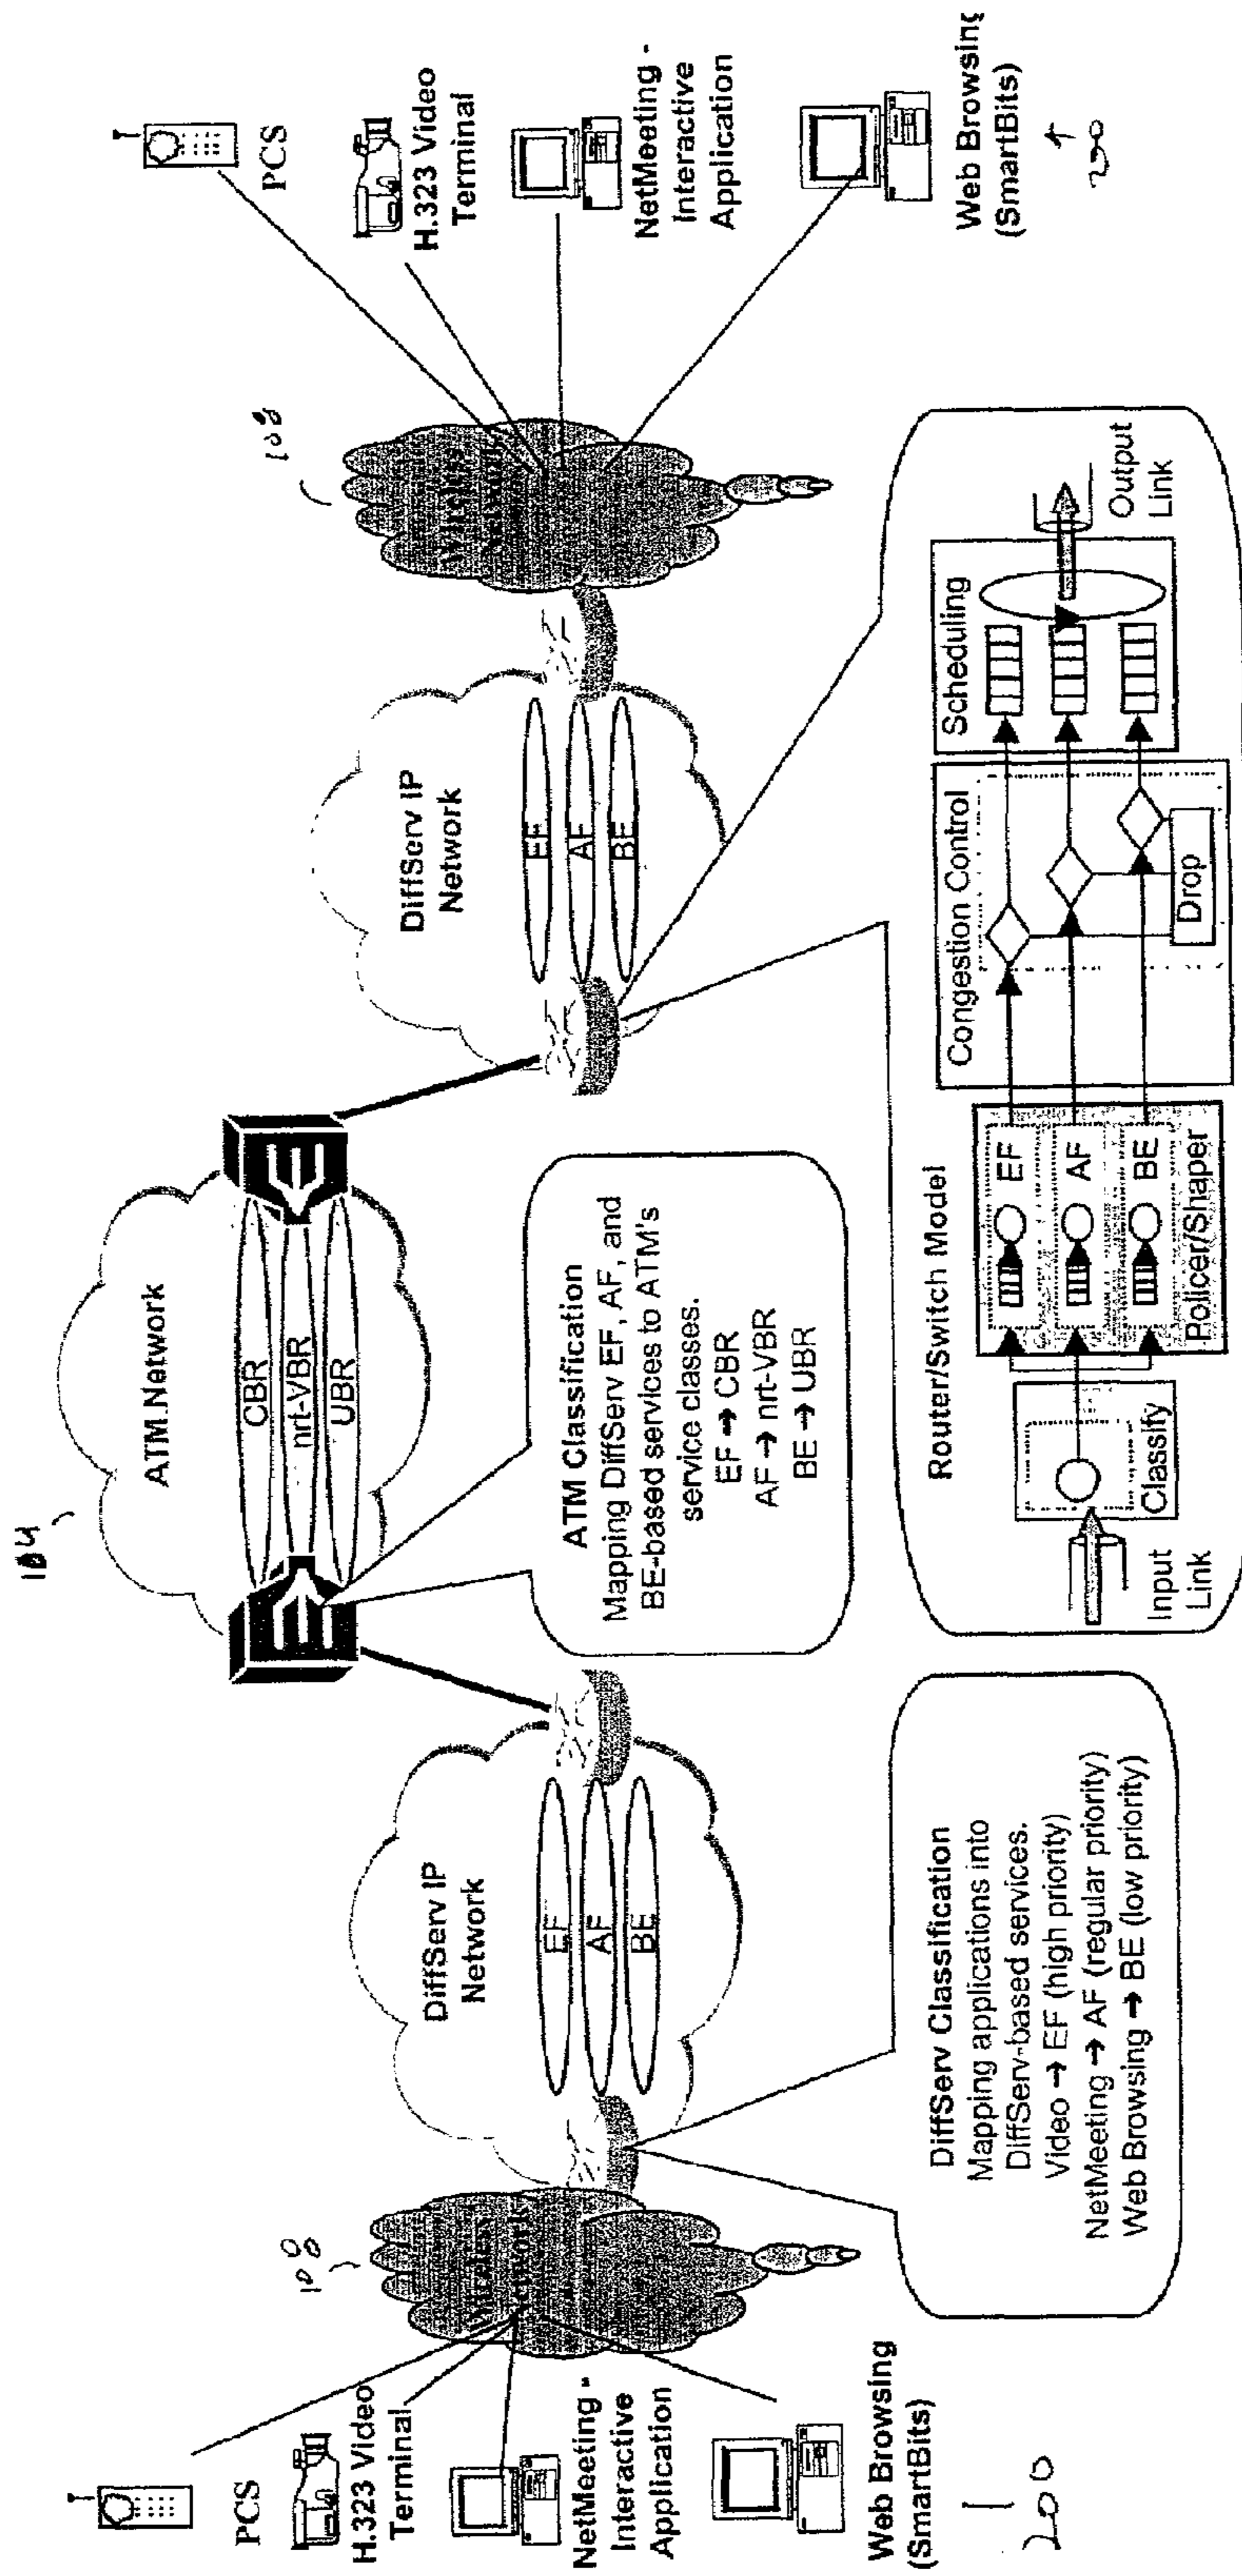 104
ATM Network
CBR
nrt-VBR
UBR
108
Wireless
Network
DiffServ IP
Network
EF
AF
BE
DiffServ IP
Network
EF
AF
BE
108
Wireless
Network
PCS
H.323 Video
Terminal
NetMeeting -
Interactive
Application
Web Browsing
(SmartBits)
200
PCS
H.323 Video
Terminal
NetMeeting -
Interactive
Application
Web Browsing
(SmartBits)
200
ATM Classification
Mapping DiffServ EF, AF, and
BE-based services to ATM's
service classes.
EF → CBR
AF → nrt-VBR
BE → UBR
DiffServ Classification
Mapping applications into
DiffServ-based services.
Video → EF (high priority)
NetMeeting → AF (regular priority)
Web Browsing → BE (low priority)
Router/Switch Model
Input
Link
Classify
EF
AF
BE
Policer/Shaper
Congestion Control
Drop
Scheduling
Output
Link